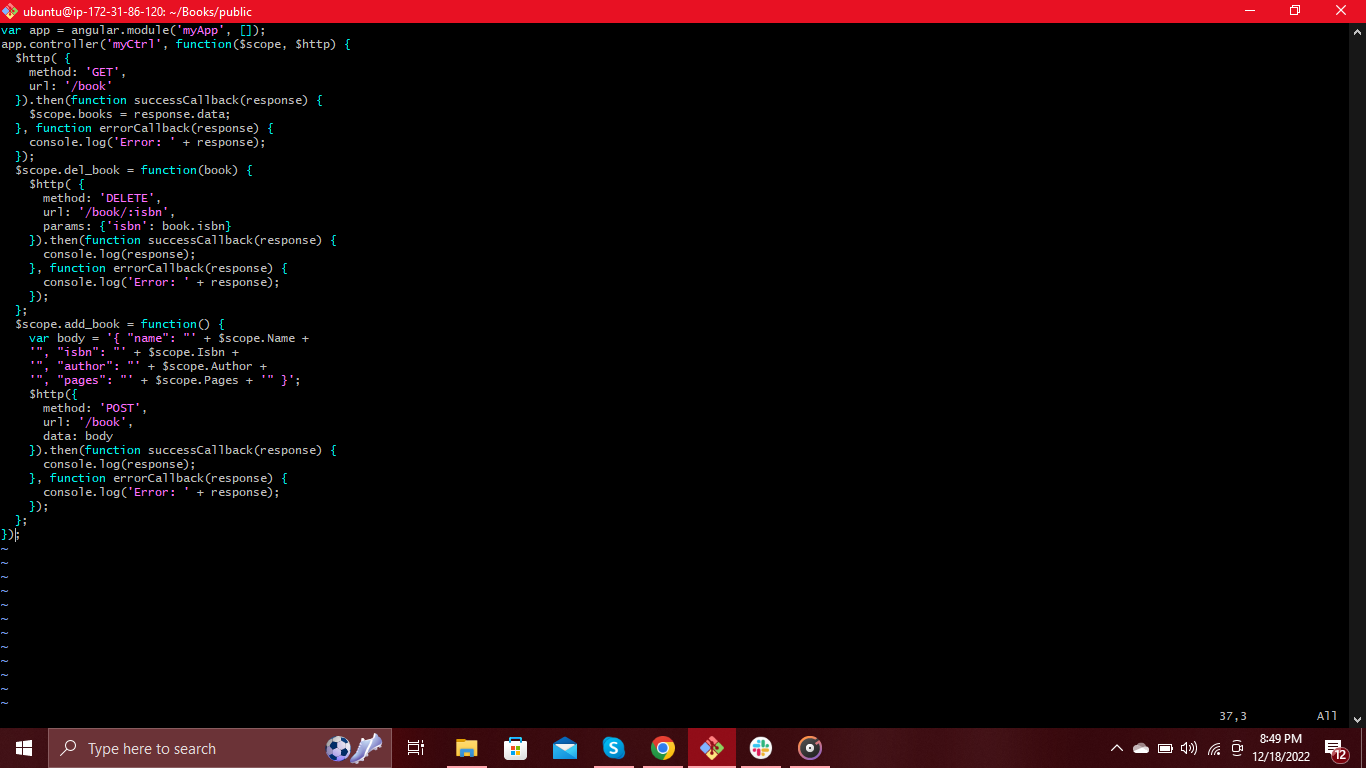 ubuntu@ip-172-31-86-120: ~/Books/public
var app = angular.module('myApp', []);
app.controller('myCtrl', function($scope, $http) {
  $http( {
    method: 'GET',
    url: '/book'
  }).then(function successCallback(response) {
    $scope.books = response.data;
  }, function errorCallback(response) {
    console.log('Error: ' + response);
  });
  $scope.del_book = function(book) {
    $http( {
      method: 'DELETE',
      url: '/book/:isbn',
      params: {'isbn': book.isbn}
    }).then(function successCallback(response) {
      console.log(response);
    }, function errorCallback(response) {
      console.log('Error: ' + response);
    });
  };
  $scope.add_book = function() {
    var body = '{ "name": "' + $scope.Name +
    '", "isbn": "' + $scope.Isbn +
    '", "author": "' + $scope.Author +
    '", "pages": "' + $scope.Pages + '" }';
    $http({
      method: 'POST',
      url: '/book',
      data: body
    }).then(function successCallback(response) {
      console.log(response);
    }, function errorCallback(response) {
      console.log('Error: ' + response);
    });
  };
});
~
~
~
~
~
~
~
~
~
~
~
~
37,3 All
Type here to search
8:49 PM
12/18/2022
12